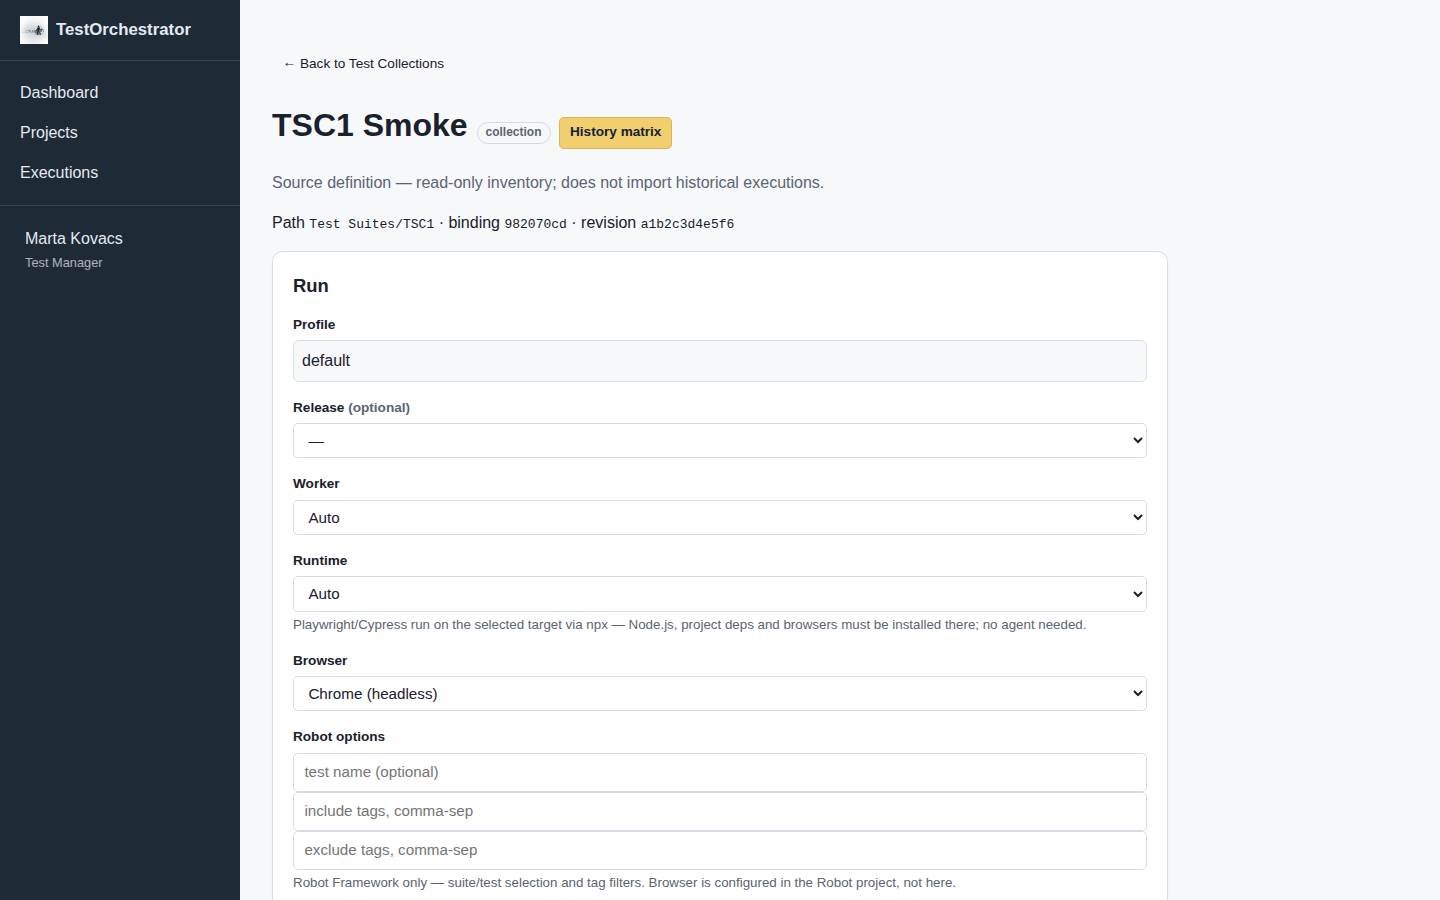 TestOrchestrator
Dashboard
Projects
Executions
Marta Kovacs
Test Manager
← Back to Test Collections
TSC1 Smoke collection History matrix
Source definition — read-only inventory; does not import historical executions.
Path Test Suites/TSC1 · binding 982070cd · revision a1b2c3d4e5f6
Run
Profile
default
Release (optional)
—
Worker
Auto
Runtime
Auto
Playwright/Cypress run on the selected target via npx — Node.js, project deps and browsers must be installed there; no agent needed.
Browser
Chrome (headless)
Robot options
test name (optional)
include tags, comma-sep
exclude tags, comma-sep
Robot Framework only — suite/test selection and tag filters. Browser is configured in the Robot project, not here.